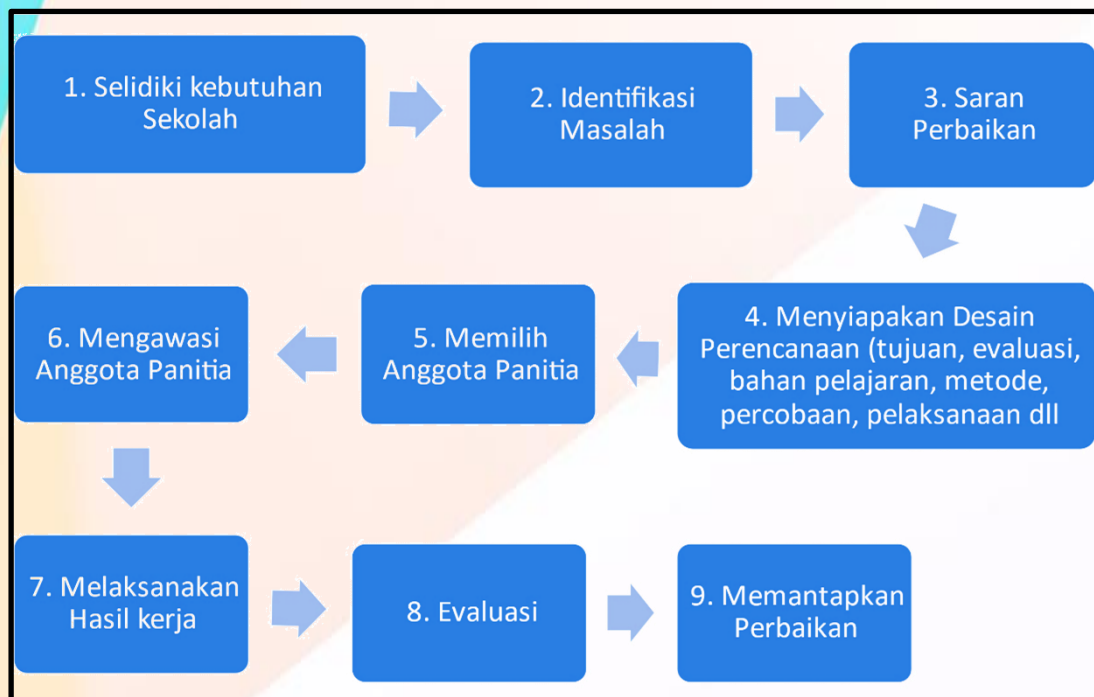 1. Selidiki kebutuhan
Sekolah
2. Identifikasi
Masalah
3. Saran
Perbaikan
4. Menyiapakan Desain
Perencanaan (tujuan, evaluasi,
bahan pelajaran, metode,
percobaan, pelaksanaan dll
5. Memilih
Anggota Panitia
6. Mengawasi
Anggota Panitia
7. Melaksanakan
Hasil kerja
8. Evaluasi
9. Memantapkan
Perbaikan